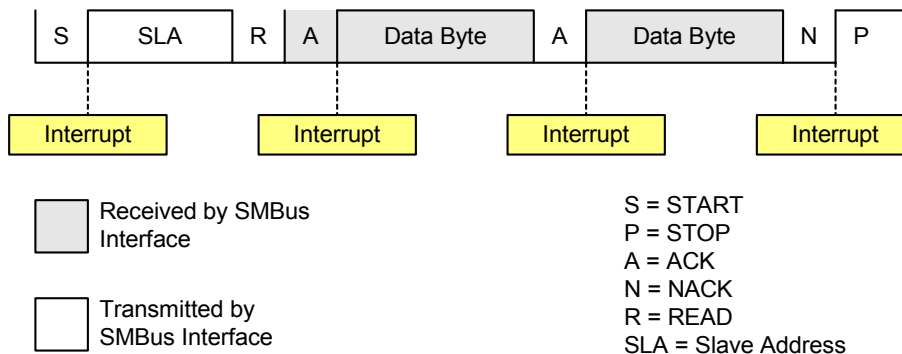 S SLA R A Data Byte A Data Byte N P
Interrupt Interrupt Interrupt Interrupt
Received by SMBus
Interface
Transmitted by
SMBus Interface
S = START
P = STOP
A = ACK
N = NACK
R = READ
SLA = Slave Address